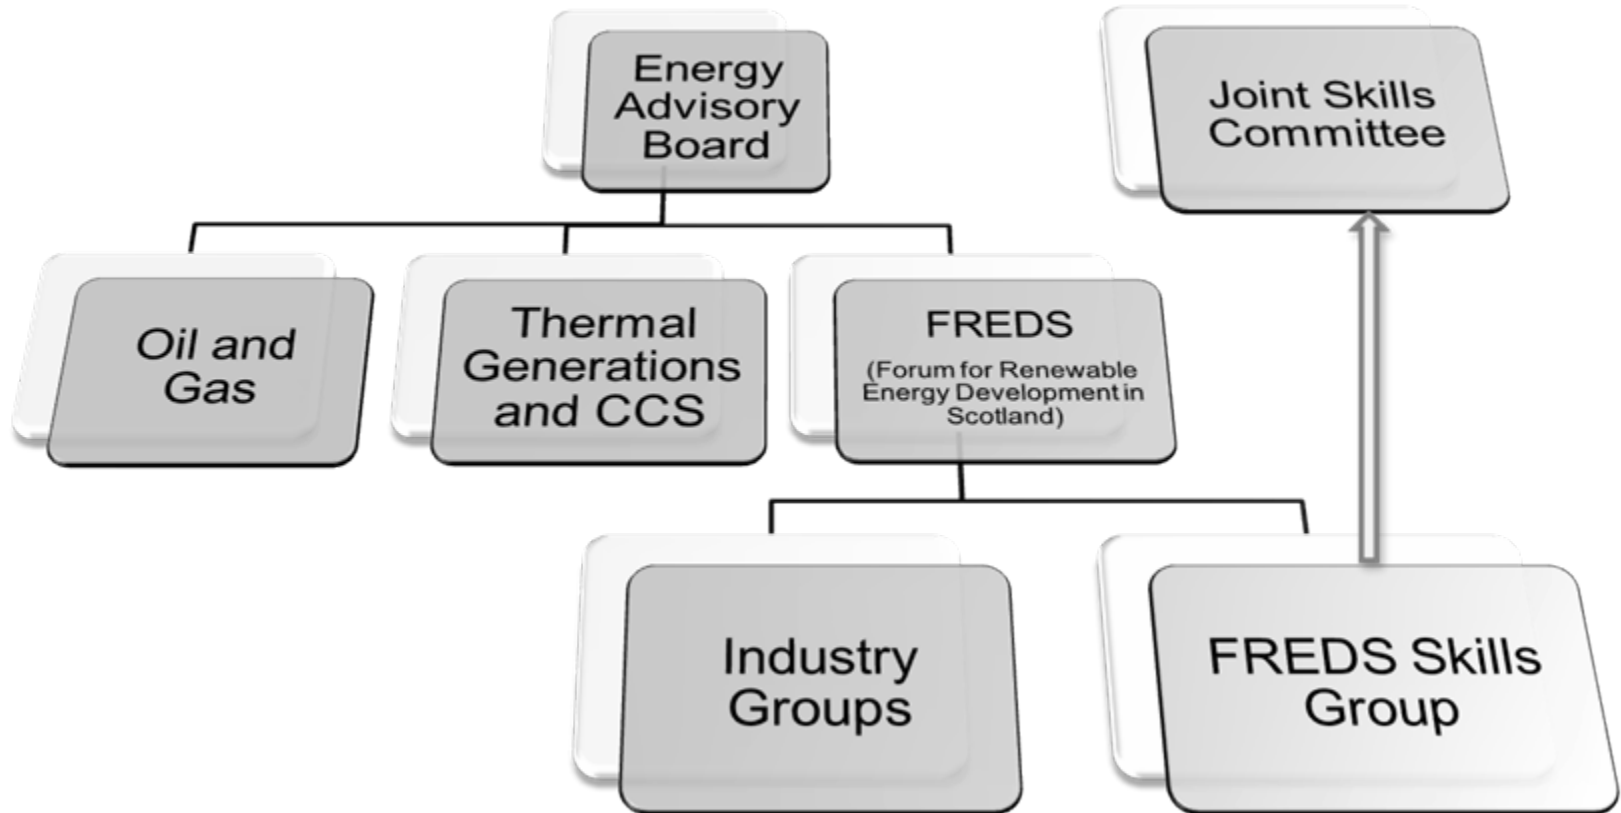 Energy
Advisory
Board
Joint Skills
Committee
Oil and
Gas
Thermal
Generations
and CCS
FREDS
(Forum for Renewable
Energy Development in
Scotland)
Industry
Groups
FREDS Skills
Group